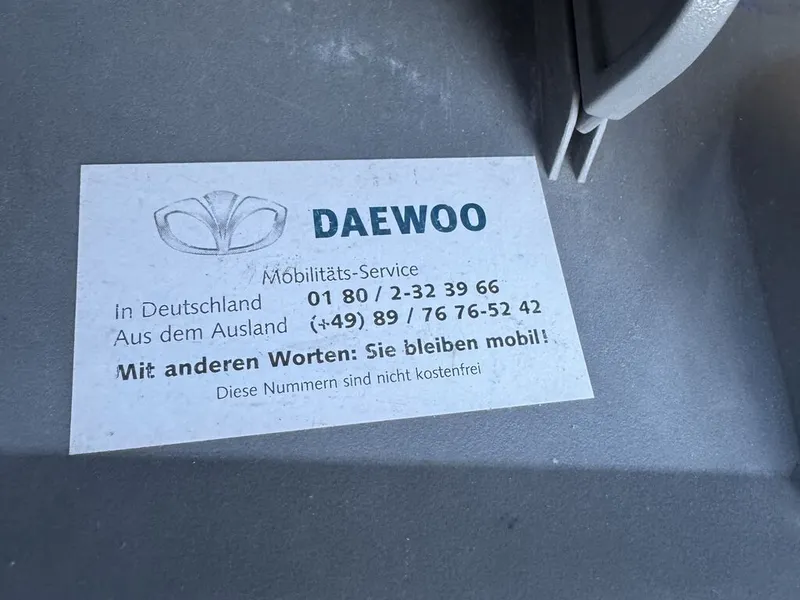 DAEWOO
Mobilitäts-Service
In Deutschland 01 80 / 2-32 39 66
Aus dem Ausland (+49) 89 / 76 76-52 42
Mit anderen Worten: Sie bleiben mobil!
Diese Nummern sind nicht kostenfrei